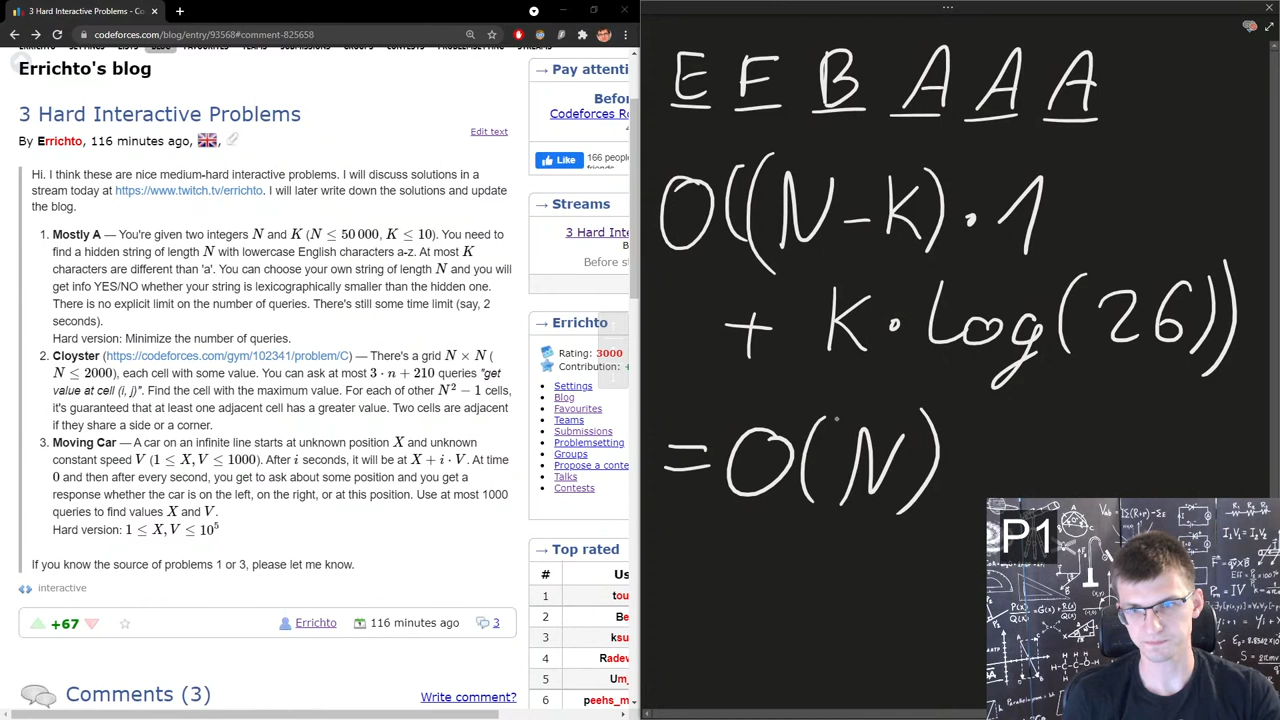 3 Hard Interactive Problems - Co
codeforces.com/blog/entry/93568#comment-825658
Errichto's blog
3 Hard Interactive Problems
By Errichto, 116 minutes ago,
Edit text
Hi. I think these are nice medium-hard interactive problems. I will discuss solutions in a
stream today at https://www.twitch.tv/errichto. I will later write down the solutions and update
the blog.
1. Mostly A — You're given two integers N and K (N ≤ 50 000, K ≤ 10). You need to
find a hidden string of length N with lowercase English characters a-z. At most K
characters are different than 'a'. You can choose your own string of length N and you will
get info YES/NO whether your string is lexicographically smaller than the hidden one.
There is no explicit limit on the number of queries. There's still some time limit (say, 2
seconds).
Hard version: Minimize the number of queries.
2. Cloyster (https://codeforces.com/gym/102341/problem/C) — There's a grid N × N (
N ≤ 2000), each cell with some value. You can ask at most 3 · n + 210 queries "get
value at cell (i, j)". Find the cell with the maximum value. For each of other N² − 1 cells,
it's guaranteed that at least one adjacent cell has a greater value. Two cells are adjacent
if they share a side or a corner.
3. Moving Car — A car on an infinite line starts at unknown position X and unknown
constant speed V (1 ≤ X, V ≤ 1000). After i seconds, it will be at X + i · V. At time
0 and then after every second, you get to ask about some position and you get a
response whether the car is on the left, on the right, or at this position. Use at most 1000
queries to find values X and V.
Hard version: 1 ≤ X, V ≤ 10⁵
If you know the source of problems 1 or 3, please let me know.
interactive
+67
Errichto
116 minutes ago
3
Comments (3)
Write comment?
→ Pay attenti
Befor
Codeforces Ro
Like
166 people
friends.
→ Streams
3 Hard Inte
Before s
→ Errichto
Rating: 3000
Contribution: +
Settings
Blog
Favourites
Teams
Submissions
Problemsetting
Groups
Propose a conte
Talks
Contests
→ Top rated
# Us
1 tou
2 Be
3 ksu
4 Radew
5 Um
6 peehs_m
E F B A A A
O((N-K)·1
+ K·log(26))
= O(N)
P1